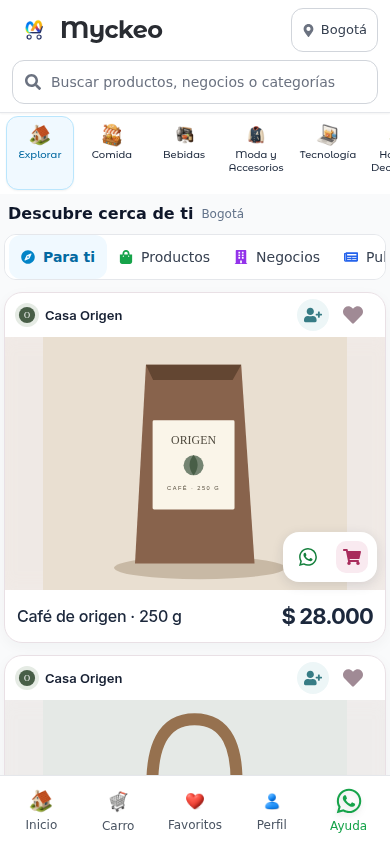 Myckeo
Bogotá
Buscar productos, negocios o categorías
Explorar
Comida
Bebidas
Moda y
Accesorios
Tecnología
Ho
Dec
Descubre cerca de ti Bogotá
Para ti
Productos
Negocios
Pul
O Casa Origen
ORIGEN
CAFÉ · 250 G
Café de origen · 250 g
$ 28.000
O Casa Origen
Inicio
Carro
Favoritos
Perfil
Ayuda